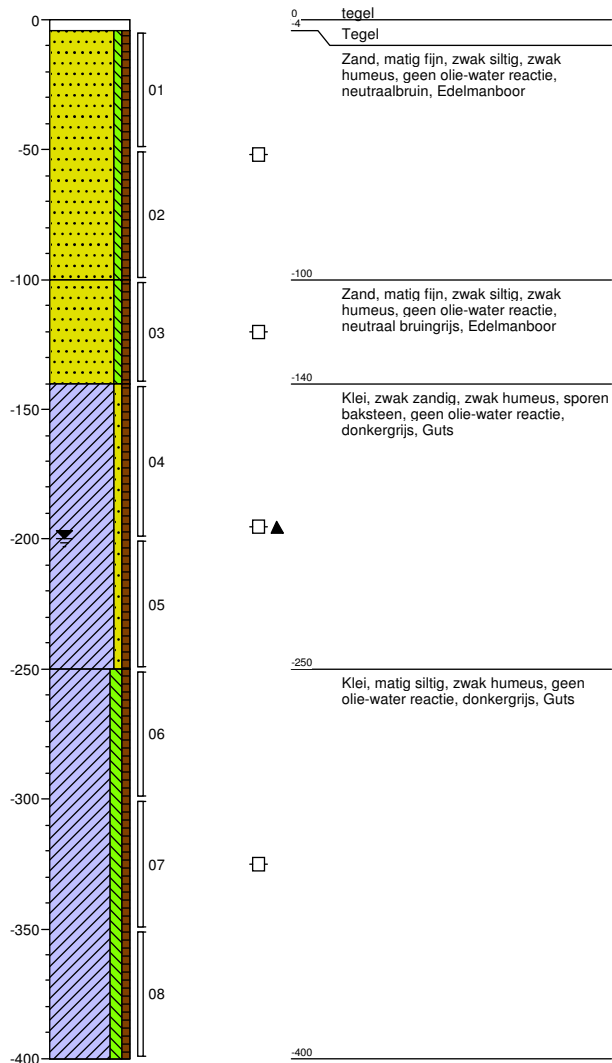 0
-50
-100
-150
-200
-250
-300
-350
-400
01
02
03
04
05
06
07
08
0
tegel
-4
Tegel
Zand, matig fijn, zwak siltig, zwak
humeus, geen olie-water reactie,
neutraalbruin, Edelmanboor
-100
Zand, matig fijn, zwak siltig, zwak
humeus, geen olie-water reactie,
neutraal bruingrijs, Edelmanboor
-140
Klei, zwak zandig, zwak humeus, sporen
baksteen, geen olie-water reactie,
donkergrijs, Guts
-250
Klei, matig siltig, zwak humeus, geen
olie-water reactie, donkergrijs, Guts
-400